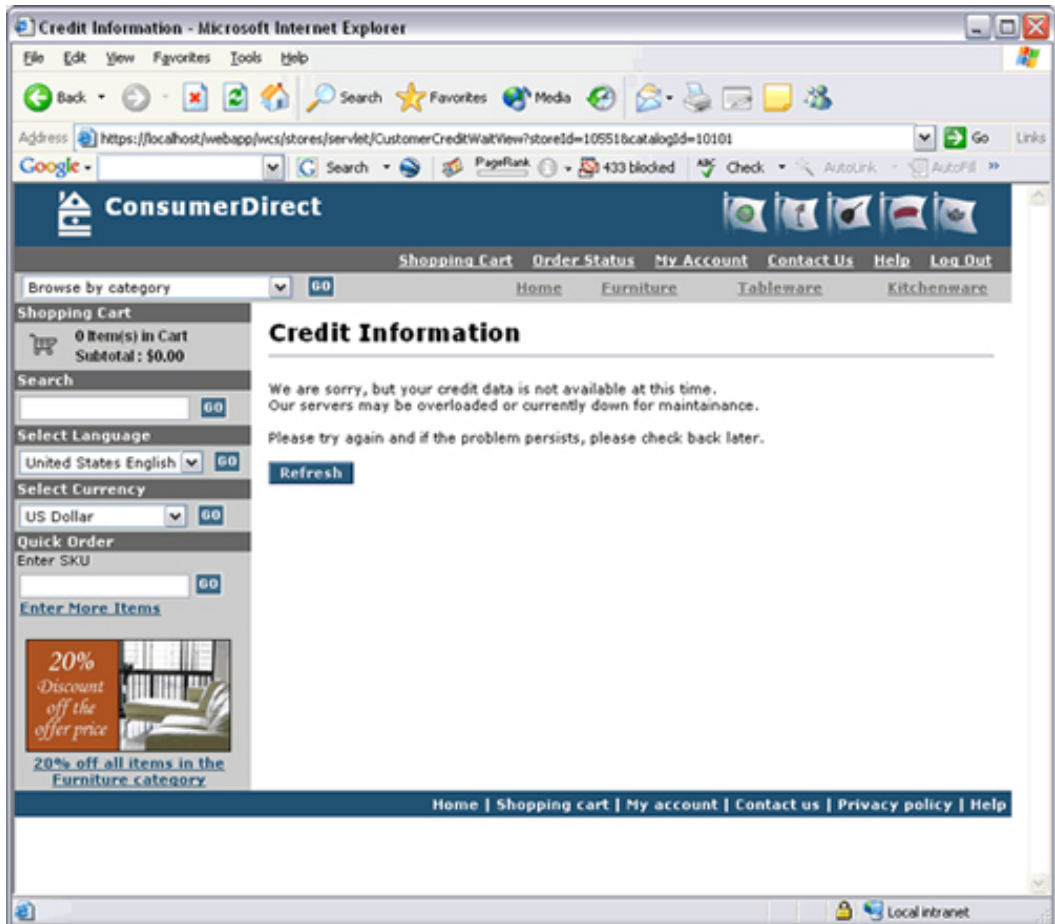 Credit Information - Microsoft Internet Explorer
File Edit View Favorites Tools Help
Back Search Favorites Media
Address https://localhost/webapp/wcs/stores/servlet/CustomerCreditWaitView?storeId=10551&catalogId=10101 Go Links
Google Search PageRank 433 blocked ABC Check AutoLink AutoFill
ConsumerDirect
Shopping Cart Order Status My Account Contact Us Help Log Out
Browse by category GO Home Furniture Tableware Kitchenware
Shopping Cart
0 Item(s) in Cart
Subtotal : $0.00
Search
GO
Select Language
United States English GO
Select Currency
US Dollar GO
Quick Order
Enter SKU
GO
Enter More Items
20%
Discount
off the
offer price
20% off all items in the
Furniture category
Credit Information
We are sorry, but your credit data is not available at this time.
Our servers may be overloaded or currently down for maintainance.
Please try again and if the problem persists, please check back later.
Refresh
Home | Shopping cart | My account | Contact us | Privacy policy | Help
Local intranet